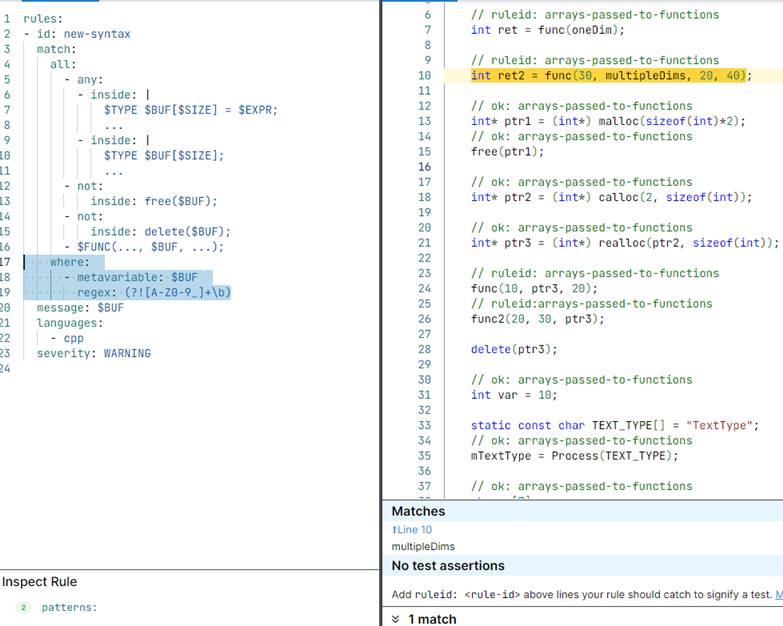 1 rules:
2 - id: new-syntax
3 match:
4 all:
5 - any:
6 - inside: |
7 $TYPE $BUF[$SIZE] = $EXPR;
8 ...
9 - inside: |
10 $TYPE $BUF[$SIZE];
11 ...
12 - not:
13 inside: free($BUF);
14 - not:
15 inside: delete($BUF);
16 - $FUNC(..., $BUF, ...);
17 where:
18 - metavariable: $BUF
19 regex: (?![A-Z0-9_]+\b)
20 message: $BUF
21 languages:
22 - cpp
23 severity: WARNING
24
Inspect Rule
2 patterns:
6 // ruleid: arrays-passed-to-functions
7 int ret = func(oneDim);
8
9 // ruleid: arrays-passed-to-functions
10 int ret2 = func(30, multipleDims, 20, 40);
11
12 // ok: arrays-passed-to-functions
13 int* ptr1 = (int*) malloc(sizeof(int)*2);
14 // ok: arrays-passed-to-functions
15 free(ptr1);
16
17 // ok: arrays-passed-to-functions
18 int* ptr2 = (int*) calloc(2, sizeof(int));
19
20 // ok: arrays-passed-to-functions
21 int* ptr3 = (int*) realloc(ptr2, sizeof(int));
22
23 // ruleid: arrays-passed-to-functions
24 func(10, ptr3, 20);
25 // ruleid:arrays-passed-to-functions
26 func2(20, 30, ptr3);
27
28 delete(ptr3);
29
30 // ok: arrays-passed-to-functions
31 int var = 10;
32
33 static const char TEXT_TYPE[] = "TextType";
34 // ok: arrays-passed-to-functions
35 mTextType = Process(TEXT_TYPE);
36
37 // ok: arrays-passed-to-functions
Matches
Line 10
multipleDims
No test assertions
Add ruleid: <rule-id> above lines your rule should catch to signify a test.
1 match